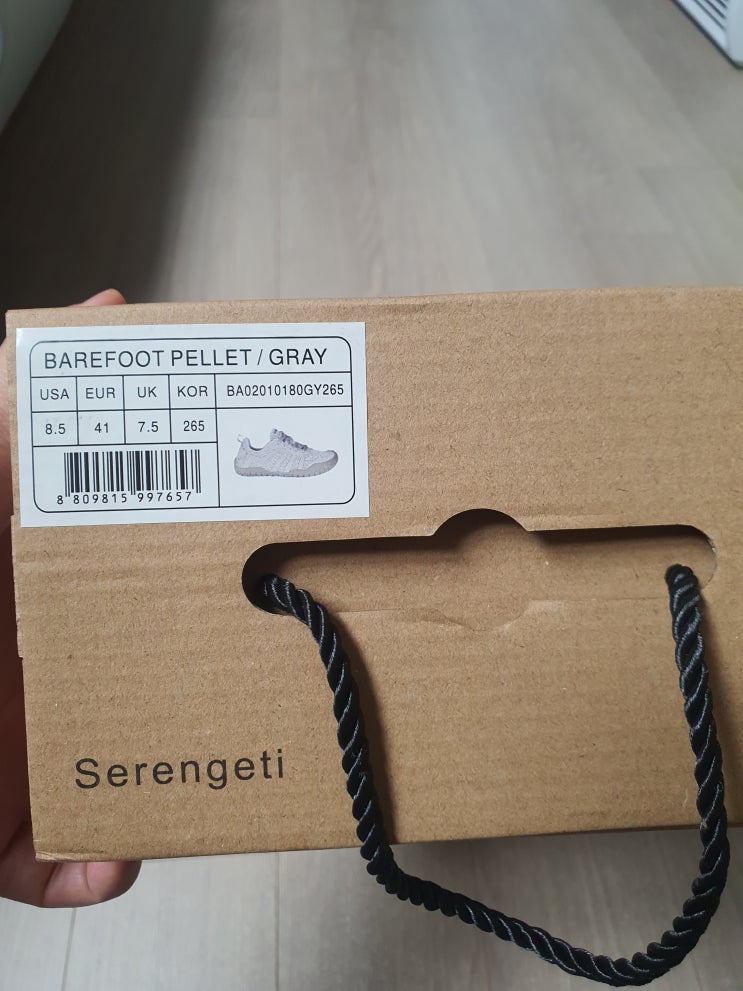 BAREFOOT PELLET / GRAY
USA EUR UK KOR BA02010180GY265
8.5 41 7.5 265
8 809815 997657
Serengeti